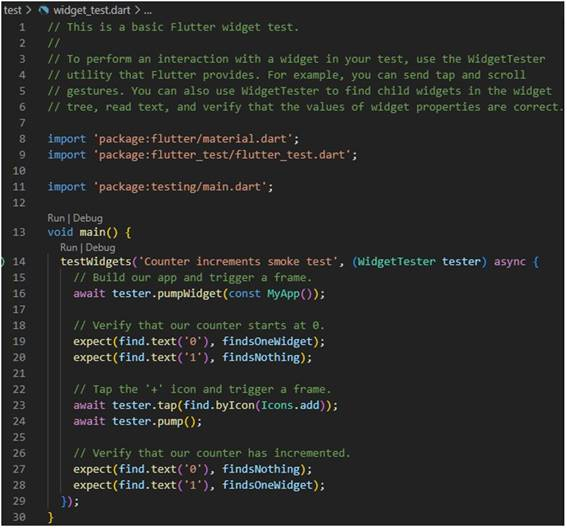 test > widget_test.dart > ...
1 // This is a basic Flutter widget test.
2 //
3 // To perform an interaction with a widget in your test, use the WidgetTester
4 // utility that Flutter provides. For example, you can send tap and scroll
5 // gestures. You can also use WidgetTester to find child widgets in the widget
6 // tree, read text, and verify that the values of widget properties are correct.
7
8 import 'package:flutter/material.dart';
9 import 'package:flutter_test/flutter_test.dart';
10
11 import 'package:testing/main.dart';
12
Run | Debug
13 void main() {
Run | Debug
14 testWidgets('Counter increments smoke test', (WidgetTester tester) async {
15 // Build our app and trigger a frame.
16 await tester.pumpWidget(const MyApp());
17
18 // Verify that our counter starts at 0.
19 expect(find.text('0'), findsOneWidget);
20 expect(find.text('1'), findsNothing);
21
22 // Tap the '+' icon and trigger a frame.
23 await tester.tap(find.byIcon(Icons.add));
24 await tester.pump();
25
26 // Verify that our counter has incremented.
27 expect(find.text('0'), findsNothing);
28 expect(find.text('1'), findsOneWidget);
29 });
30 }